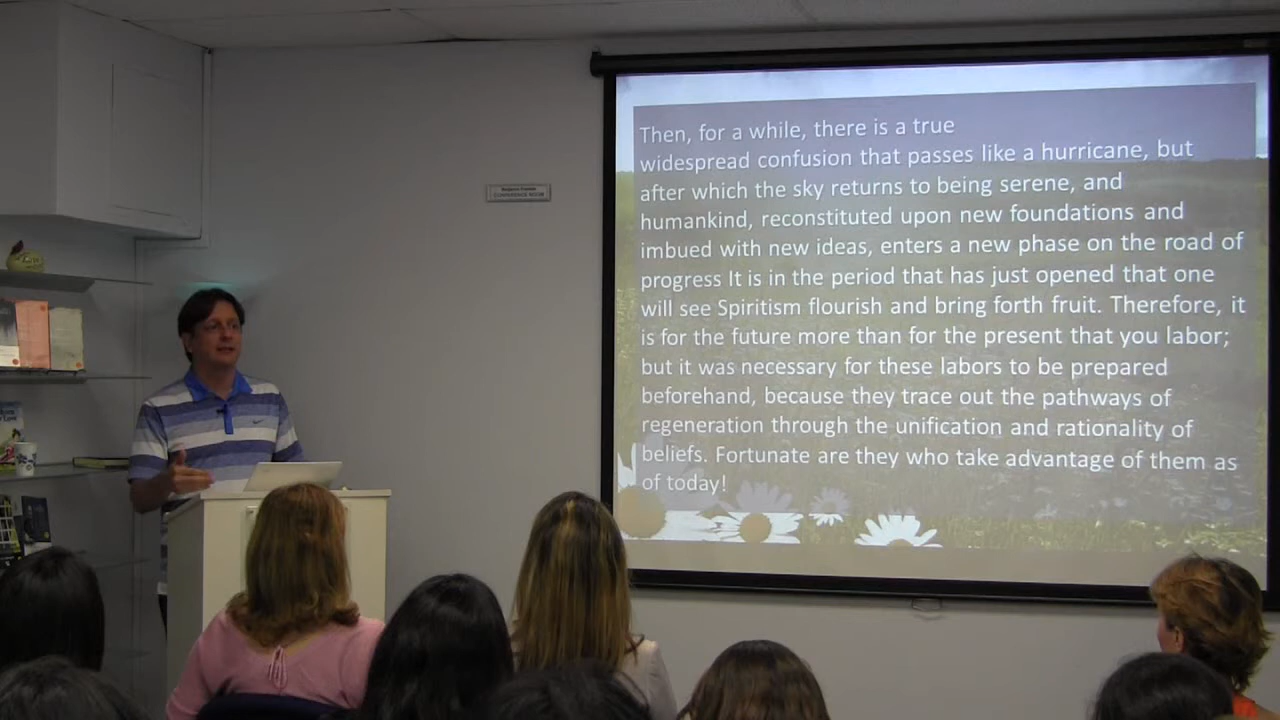 Then, for a while, there is a true
widespread confusion that passes like a hurricane, but
after which the sky returns to being serene, and
humankind, reconstituted upon new foundations and
imbued with new ideas, enters a new phase on the road of
progress It is in the period that has just opened that one
will see Spiritism flourish and bring forth fruit. Therefore, it
is for the future more than for the present that you labor;
but it was necessary for these labors to be prepared
beforehand, because they trace out the pathways of
regeneration through the unification and rationality of
beliefs. Fortunate are they who take advantage of them as
of today!
CONFERENCE ROOM